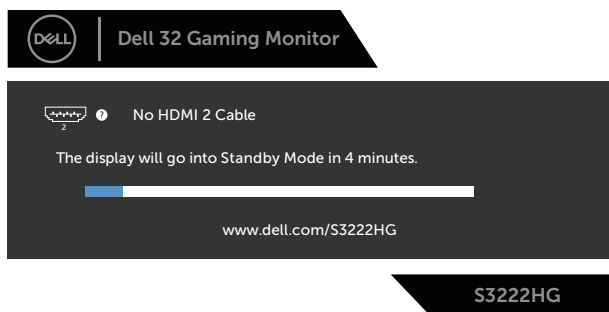 DELL
Dell 32 Gaming Monitor
2
? No HDMI 2 Cable
The display will go into Standby Mode in 4 minutes.
www.dell.com/S3222HG
S3222HG